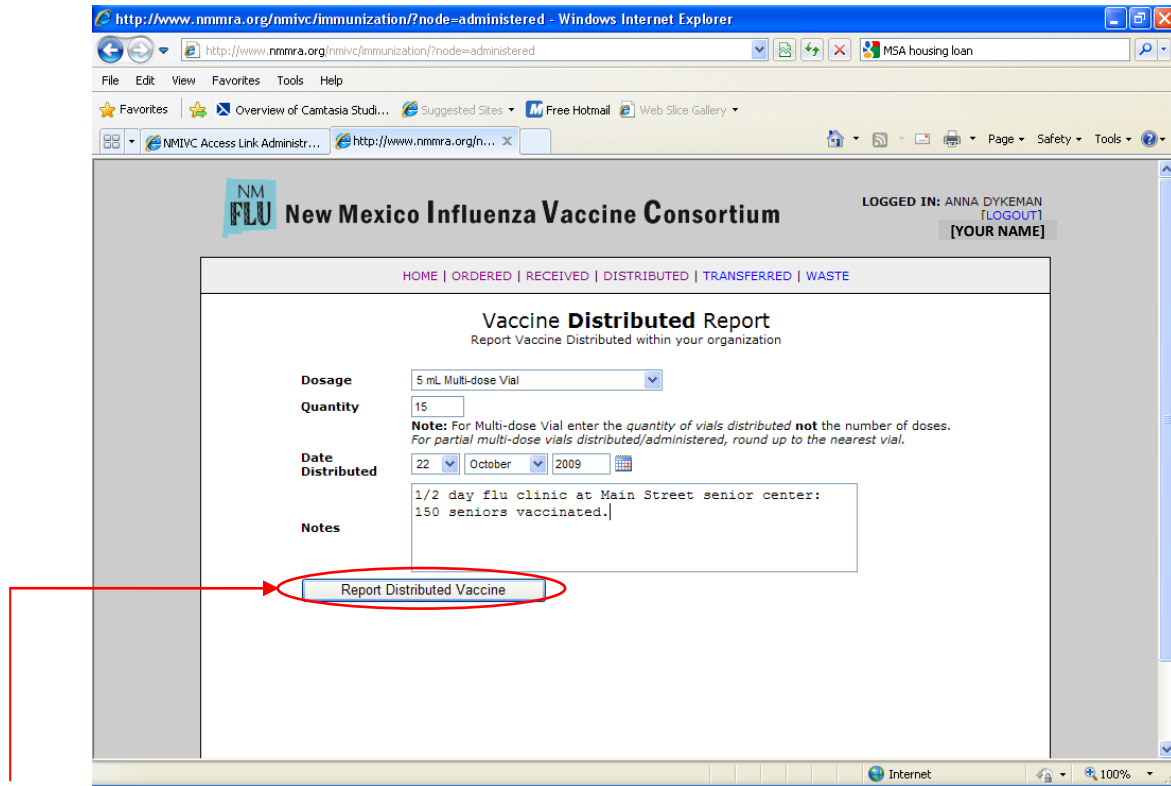 http://www.nmmra.org/nmivc/immunization/?node=administered - Windows Internet Explorer
http://www.nmmra.org/nmivc/immunization/?node=administered
MSA housing loan
File Edit View Favorites Tools Help
Favorites Overview of Camtasia Studi... Suggested Sites Free Hotmail Web Slice Gallery
NMIVC Access Link Administr... http://www.nmmra.org/n... X Page Safety Tools
NM
FLU New Mexico Influenza Vaccine Consortium
LOGGED IN: ANNA DYKEMAN
[LOGOUT]
[YOUR NAME]
HOME | ORDERED | RECEIVED | DISTRIBUTED | TRANSFERRED | WASTE
Vaccine Distributed Report
Report Vaccine Distributed within your organization
Dosage 5 mL Multi-dose Vial
Quantity 15
Note: For Multi-dose Vial enter the quantity of vials distributed not the number of doses.
For partial multi-dose vials distributed/administered, round up to the nearest vial.
Date
Distributed 22 October 2009
Notes
1/2 day flu clinic at Main Street senior center:
150 seniors vaccinated.
Report Distributed Vaccine
Internet 100%